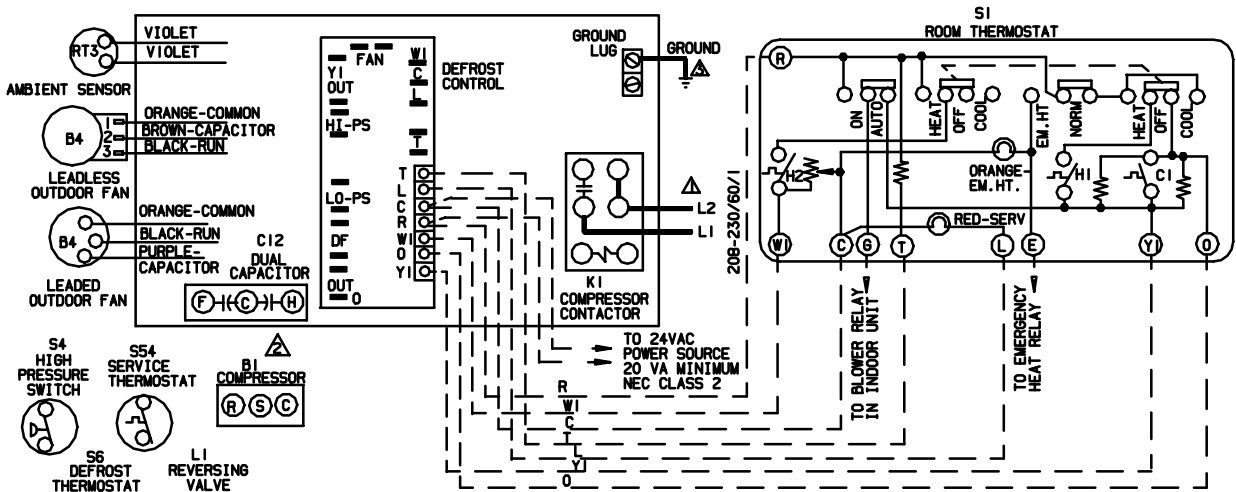 RT3
VIOLET
VIOLET
AMBIENT SENSOR
B4
1
2
3
ORANGE-COMMON
BROWN-CAPACITOR
BLACK-RUN
LEADLESS
OUTDOOR FAN
B4
ORANGE-COMMON
BLACK-RUN
PURPLE-
CAPACITOR
LEADED
OUTDOOR FAN
C12
DUAL
CAPACITOR
F
C
H
FAN
W1
C
L
Y1
OUT
HI-PS
T
LO-PS
DF
OUT
O
T
L
C
R
W1
O
Y1
DEFROST
CONTROL
GROUND
LUG
GROUND
3
1
L2
L1
K1
COMPRESSOR
CONTACTOR
TO 24VAC
POWER SOURCE
20 VA MINIMUM
NEC CLASS 2
208-230/60/1
S4
HIGH
PRESSURE
SWITCH
S54
SERVICE
THERMOSTAT
2
B1
COMPRESSOR
R
S
C
S6
DEFROST
THERMOSTAT
L1
REVERSING
VALVE
R
W1
C
T
L
Y1
O
S1
ROOM THERMOSTAT
R
ON
AUTO
HEAT
OFF
COOL
EM.HT
NORM
HEAT
OFF
COOL
H2
ORANGE-
EM.HT.
H1
C1
RED-SERV
W1
C
G
T
L
E
Y1
O
TO BLOWER RELAY
IN INDOOR UNIT
TO EMERGENCY
HEAT RELAY